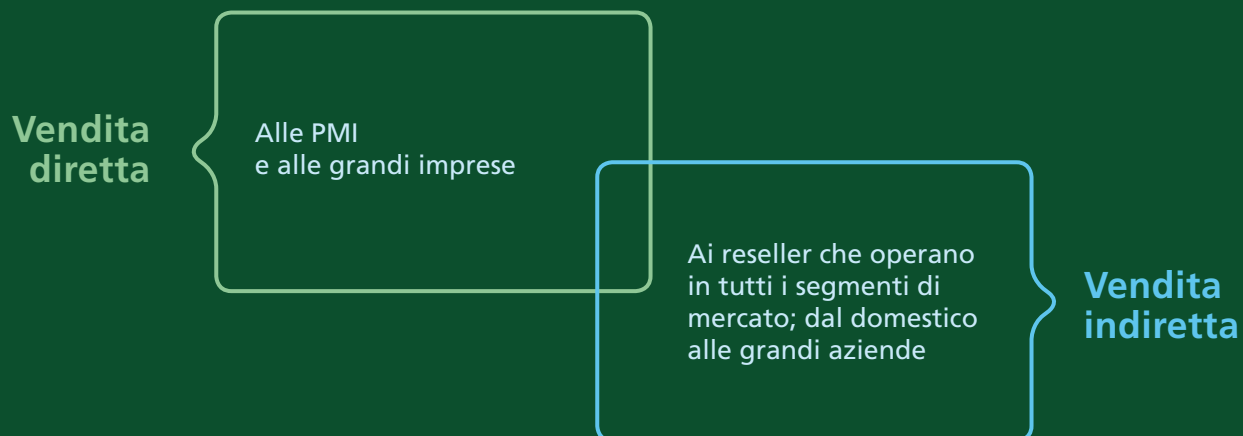 Vendita
diretta
Alle PMI
e alle grandi imprese
Ai reseller che operano
in tutti i segmenti di
mercato; dal domestico
alle grandi aziende
Vendita
indiretta